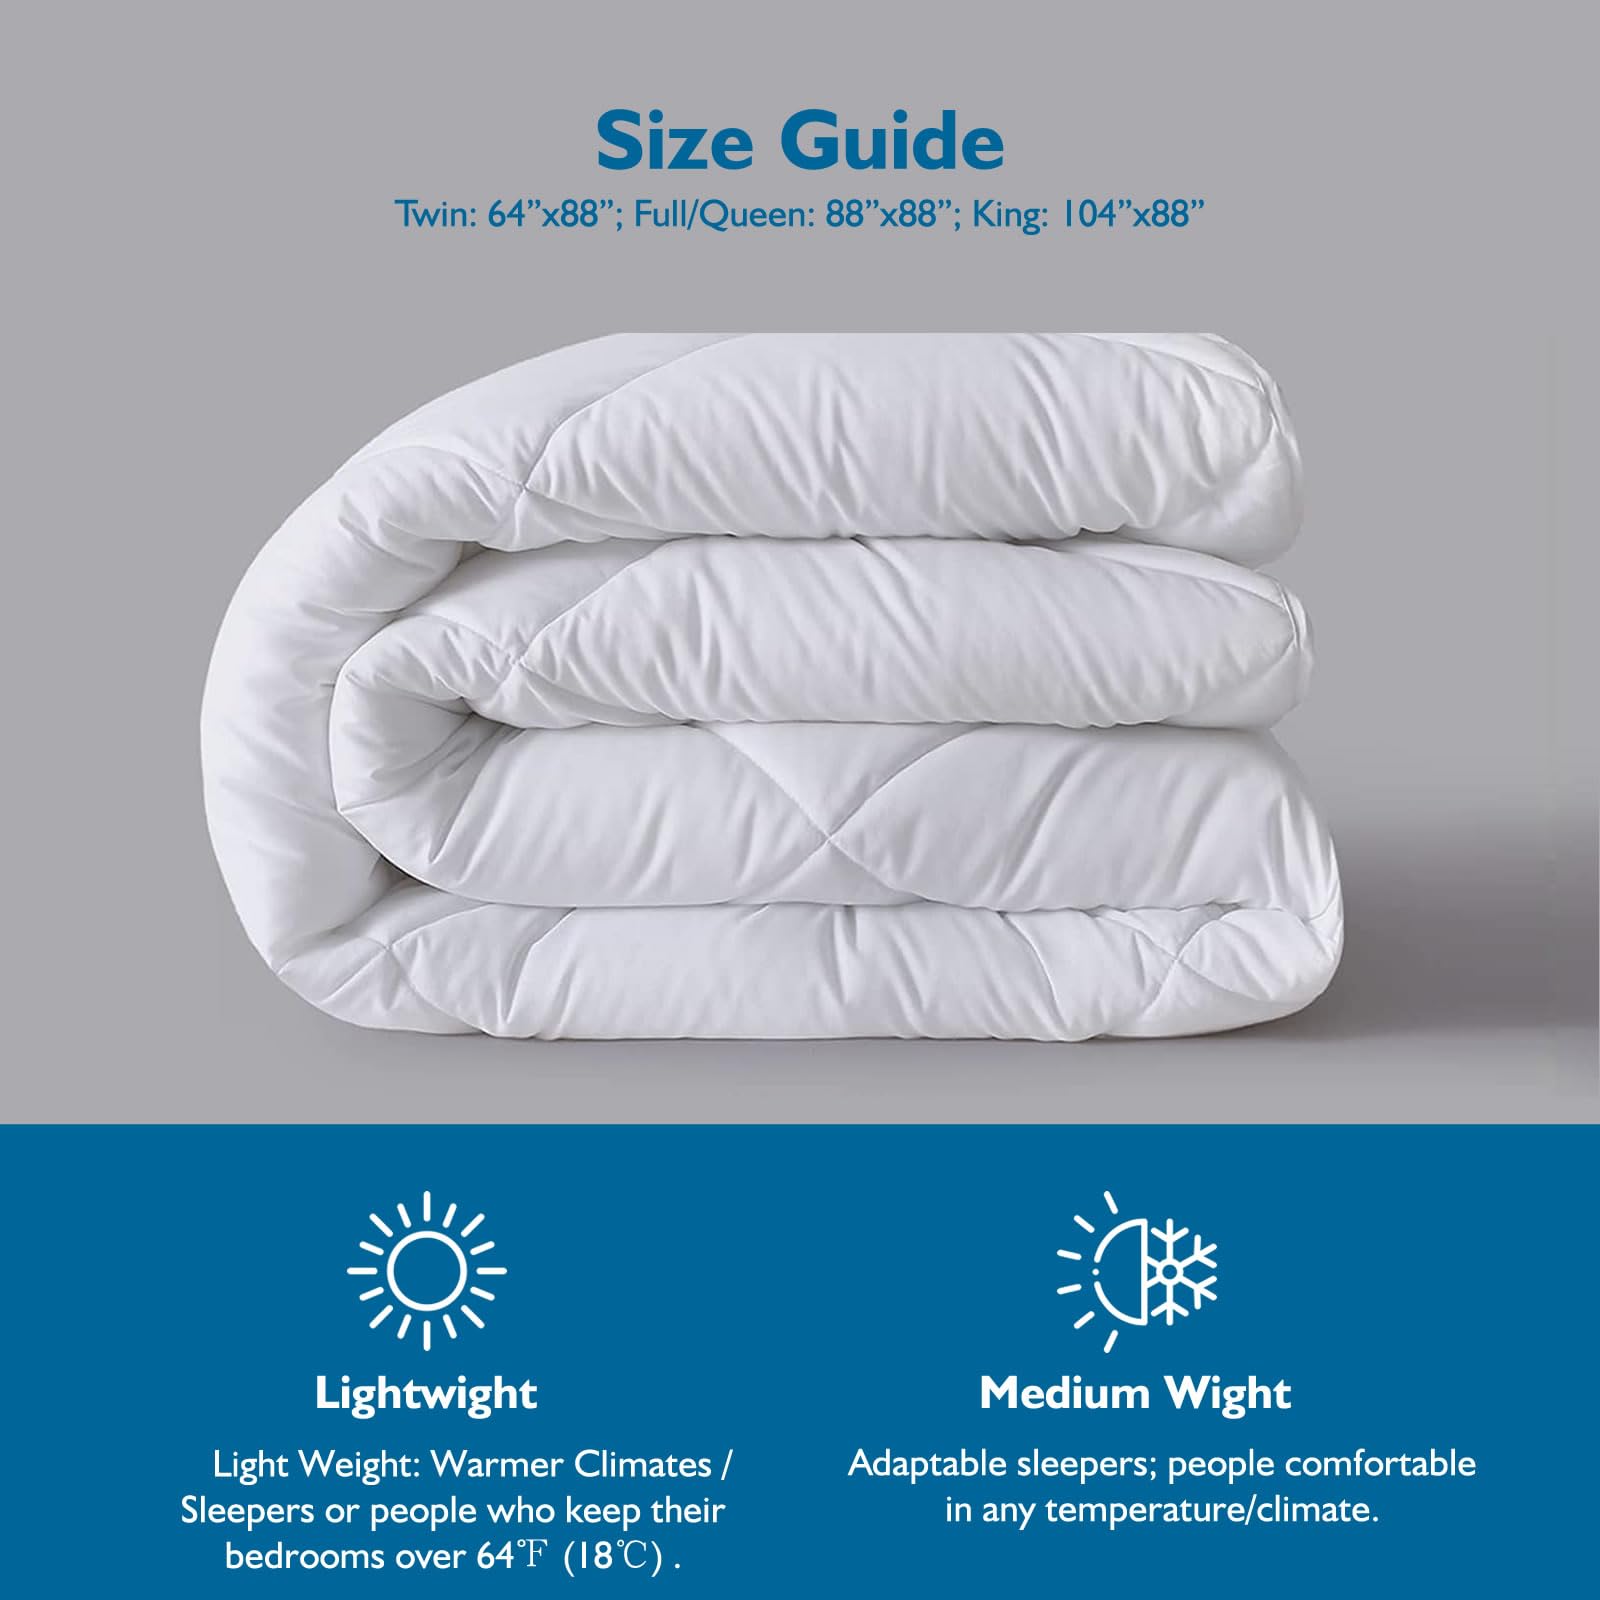 Size Guide
Twin: 64”x88”; Full/Queen: 88”x88”; King: 104”x88”
Lightwight
Light Weight: Warmer Climates /
Sleepers or people who keep their
bedrooms over 64℉ (18℃) .
Medium Wight
Adaptable sleepers; people comfortable
in any temperature/climate.